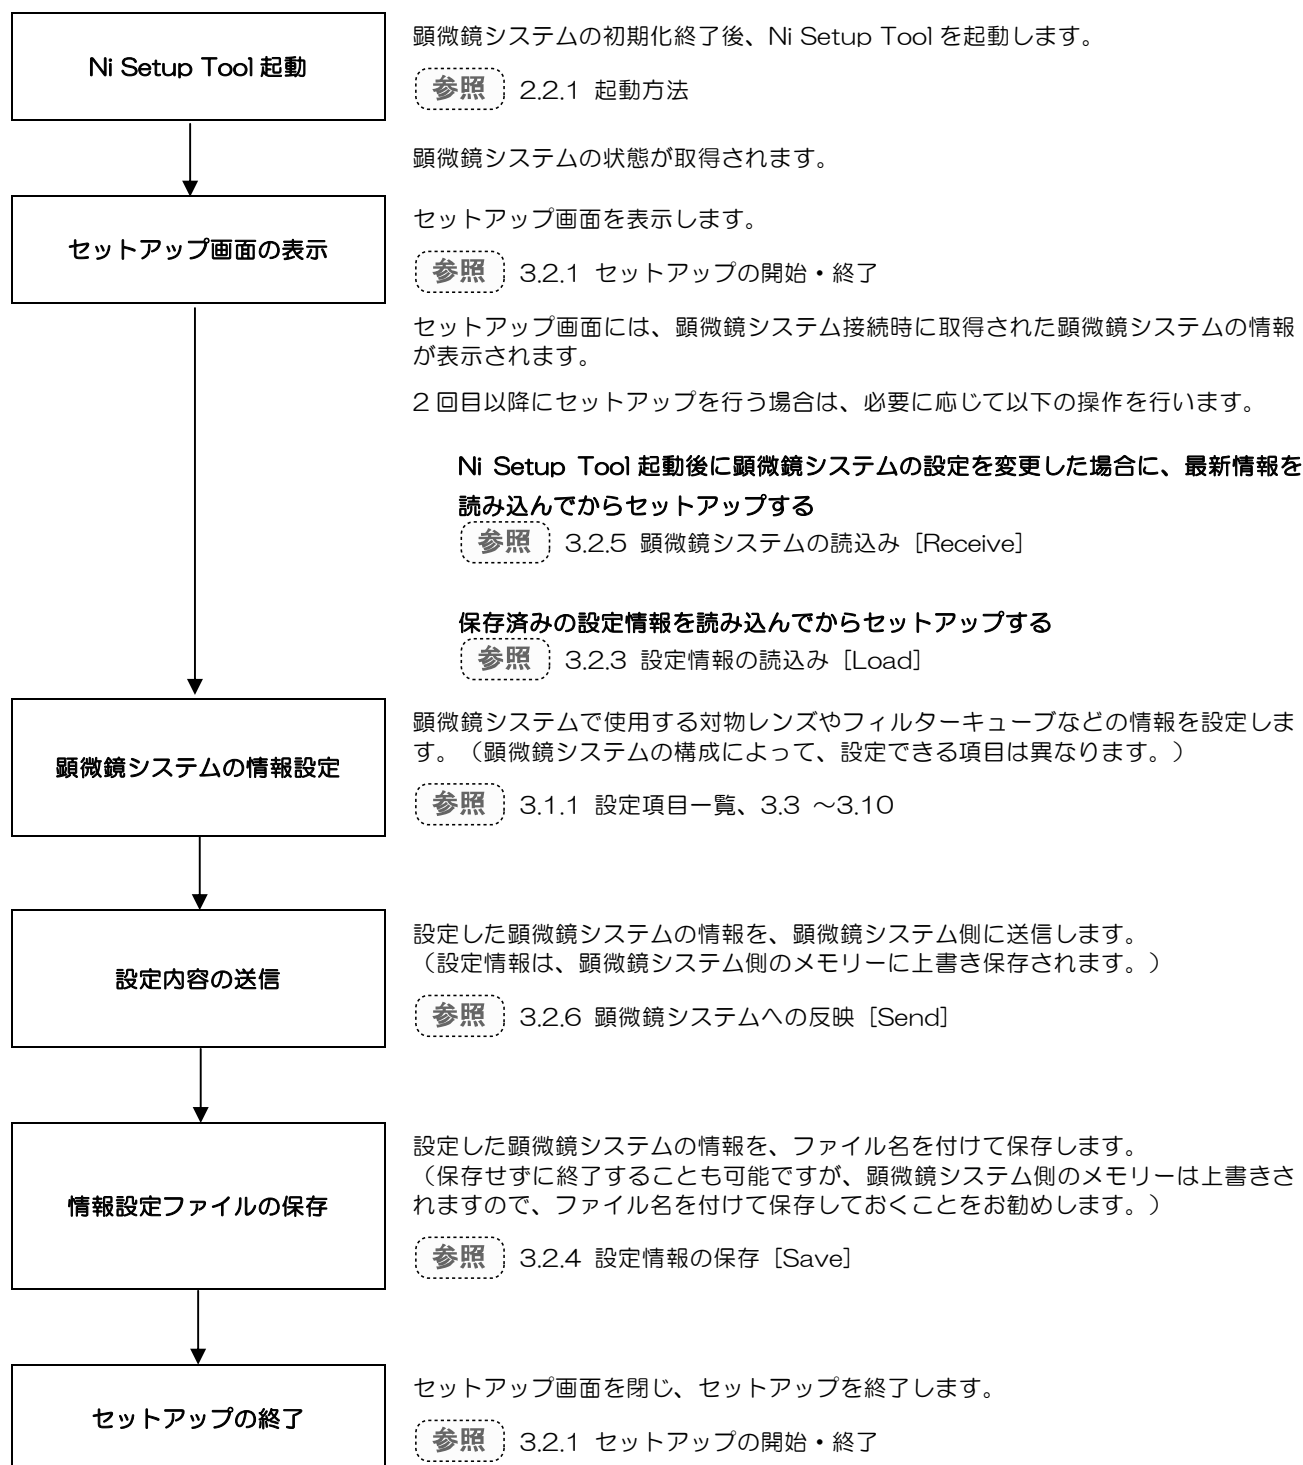 Ni Setup Tool 起動
顕微鏡システムの初期化終了後、Ni Setup Tool を起動します。
参照 2.2.1 起動方法
顕微鏡システムの状態が取得されます。
セットアップ画面の表示
セットアップ画面を表示します。
参照 3.2.1 セットアップの開始・終了
セットアップ画面には、顕微鏡システム接続時に取得された顕微鏡システムの情報
が表示されます。
2 回目以降にセットアップを行う場合は、必要に応じて以下の操作を行います。
Ni Setup Tool 起動後に顕微鏡システムの設定を変更した場合に、最新情報を
読み込んでからセットアップする
参照 3.2.5 顕微鏡システムの読込み［Receive］
保存済みの設定情報を読み込んでからセットアップする
参照 3.2.3 設定情報の読込み［Load］
顕微鏡システムの情報設定
顕微鏡システムで使用する対物レンズやフィルターキューブなどの情報を設定しま
す。（顕微鏡システムの構成によって、設定できる項目は異なります。）
参照 3.1.1 設定項目一覧、3.3 ～3.10
設定内容の送信
設定した顕微鏡システムの情報を、顕微鏡システム側に送信します。
（設定情報は、顕微鏡システム側のメモリーに上書き保存されます。）
参照 3.2.6 顕微鏡システムへの反映［Send］
情報設定ファイルの保存
設定した顕微鏡システムの情報を、ファイル名を付けて保存します。
（保存せずに終了することも可能ですが、顕微鏡システム側のメモリーは上書きさ
れますので、ファイル名を付けて保存しておくことをお勧めします。）
参照 3.2.4 設定情報の保存［Save］
セットアップの終了
セットアップ画面を閉じ、セットアップを終了します。
参照 3.2.1 セットアップの開始・終了